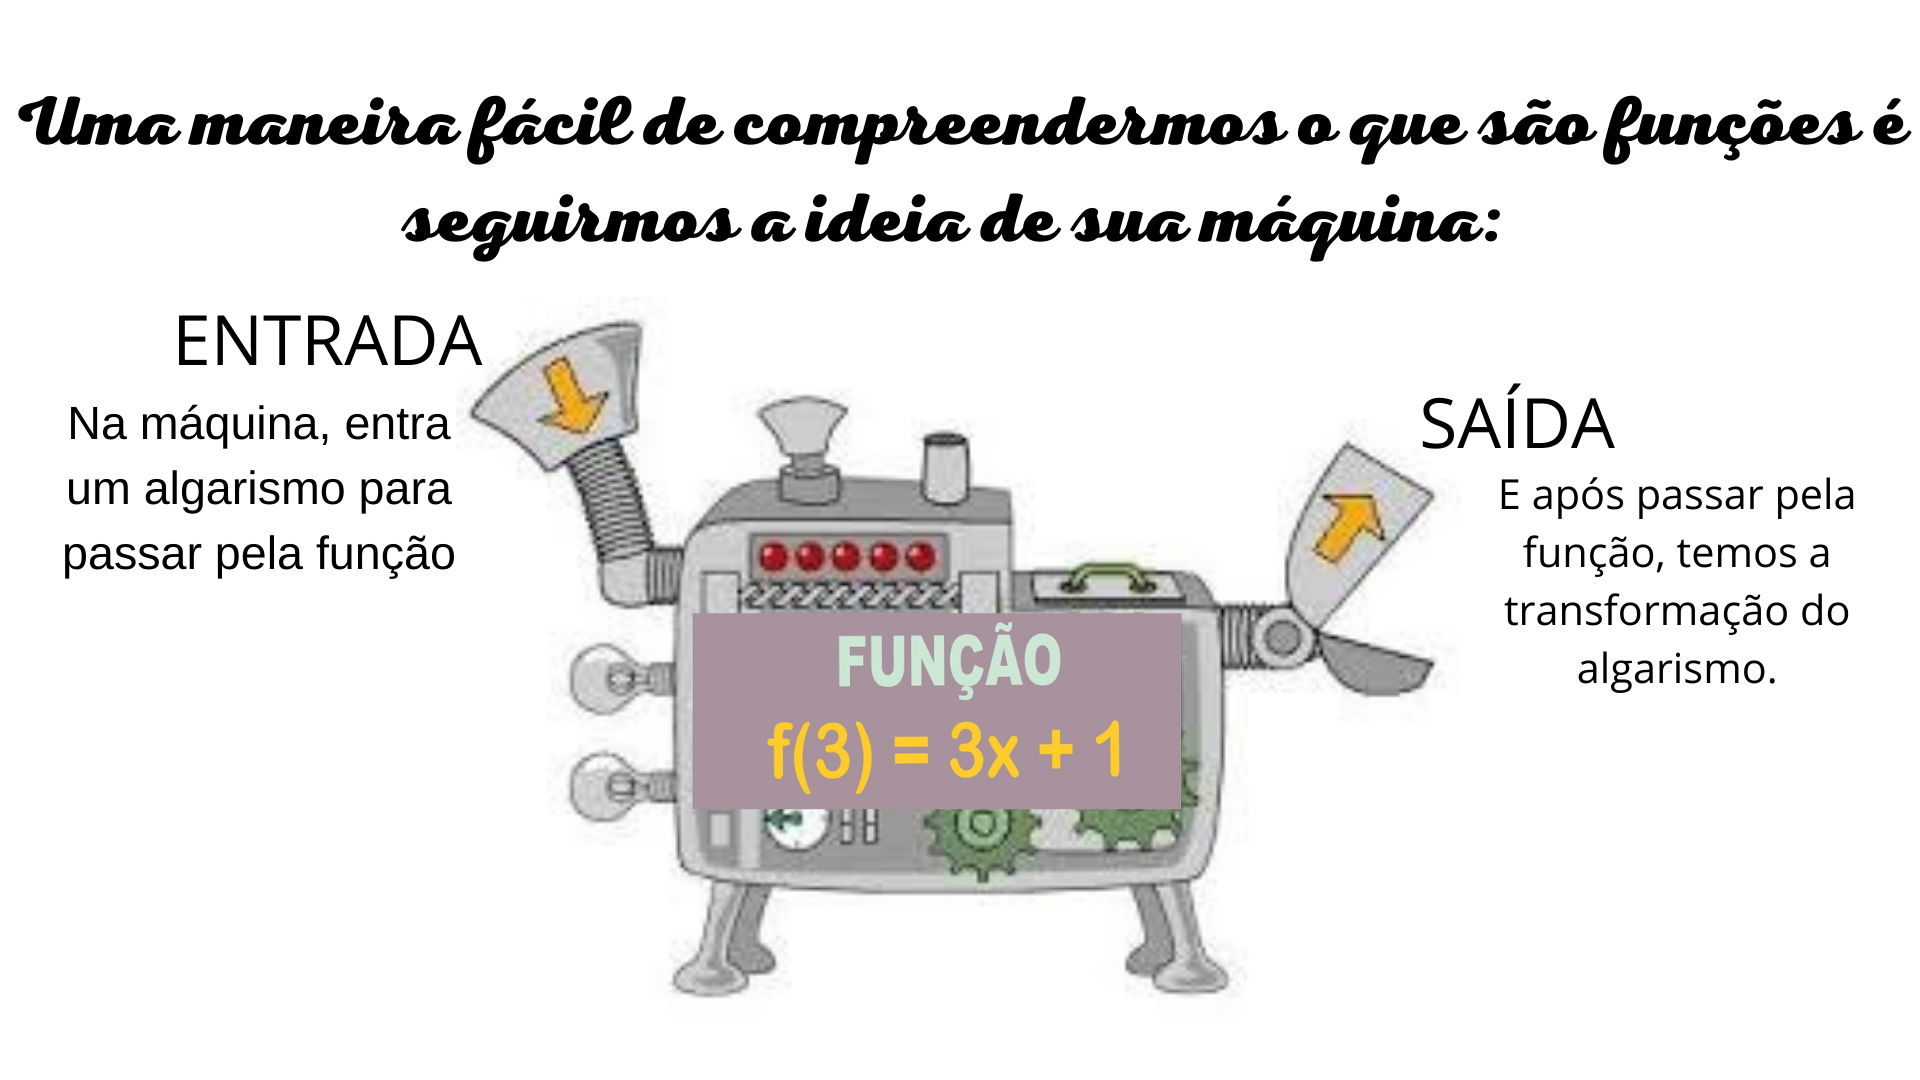 Uma maneira fácil de compreendermos o que são funções é
seguirmos a ideia de sua máquina:
ENTRADA
Na máquina, entra
um algarismo para
passar pela função
SAÍDA
E após passar pela
função, temos a
transformação do
algarismo.
FUNÇÃO
f(3) = 3x + 1